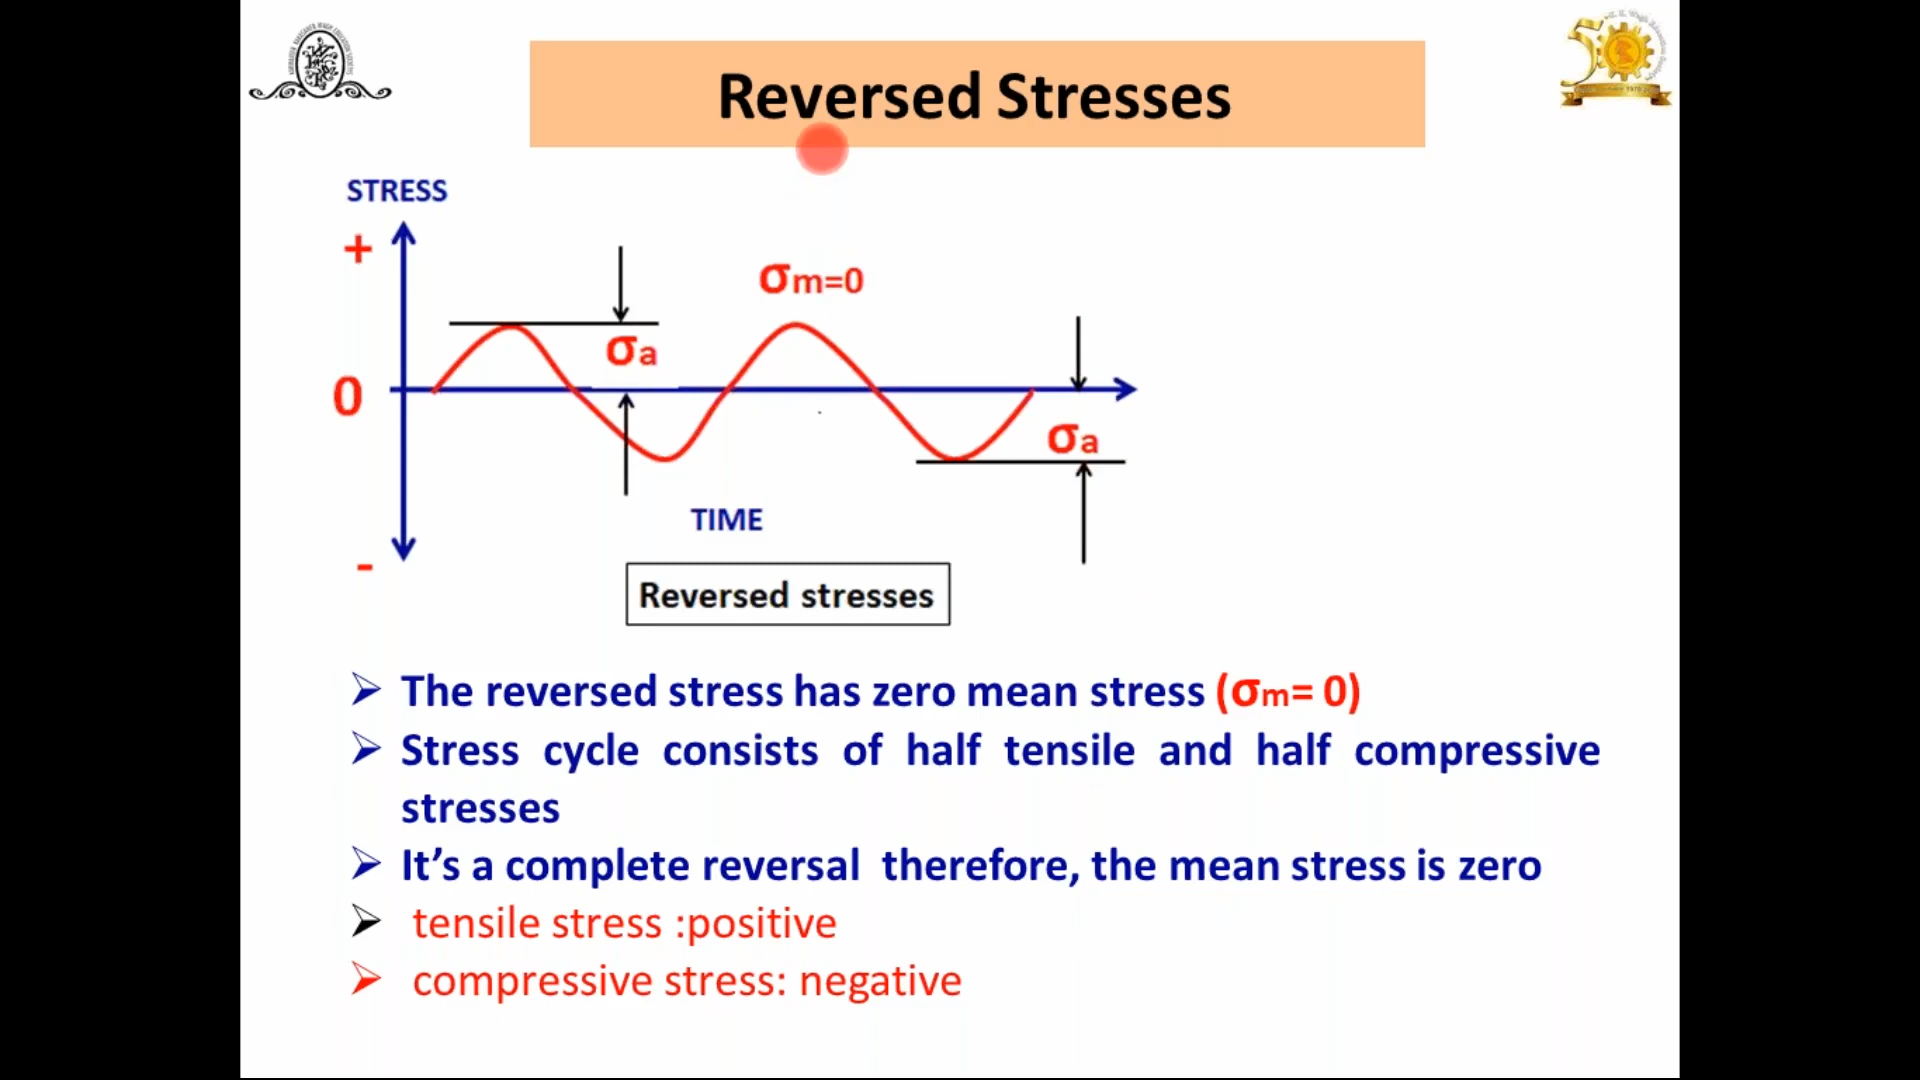 Reversed Stresses
STRESS
+
σm=0
σa
0
σa
TIME
-
Reversed stresses
➢ The reversed stress has zero mean stress (σm= 0)
➢ Stress cycle consists of half tensile and half compressive
stresses
➢ It’s a complete reversal therefore, the mean stress is zero
➢ tensile stress :positive
➢ compressive stress: negative